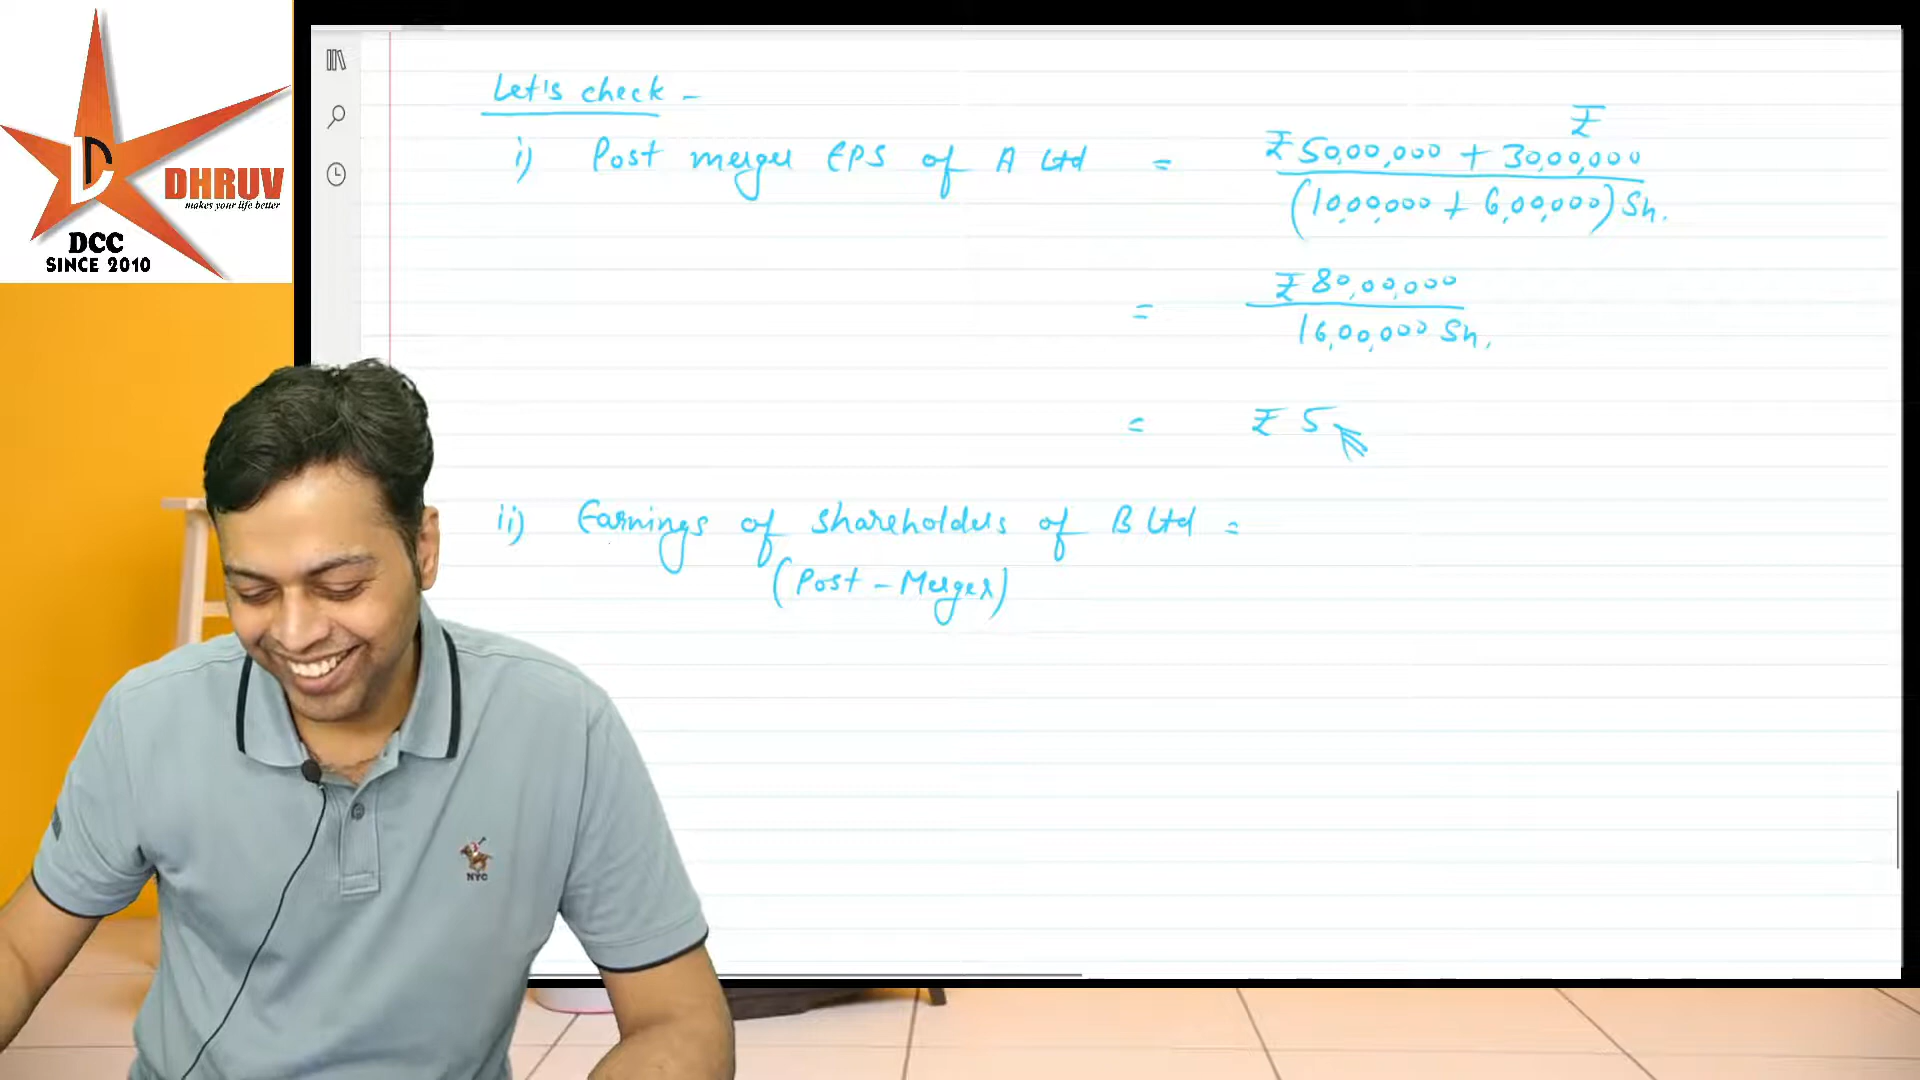 DC
DHRUV
makes your life better
DCC
SINCE 2010
Let's check -
i) Post merger EPS of A Ltd = ₹50,00,000 + ₹30,00,000
(10,00,000 + 6,00,000) Sh.
= ₹80,00,000
16,00,000 Sh.
= ₹ 5
ii) Earnings of shareholders of B Ltd =
(Post - Merger)
NYC